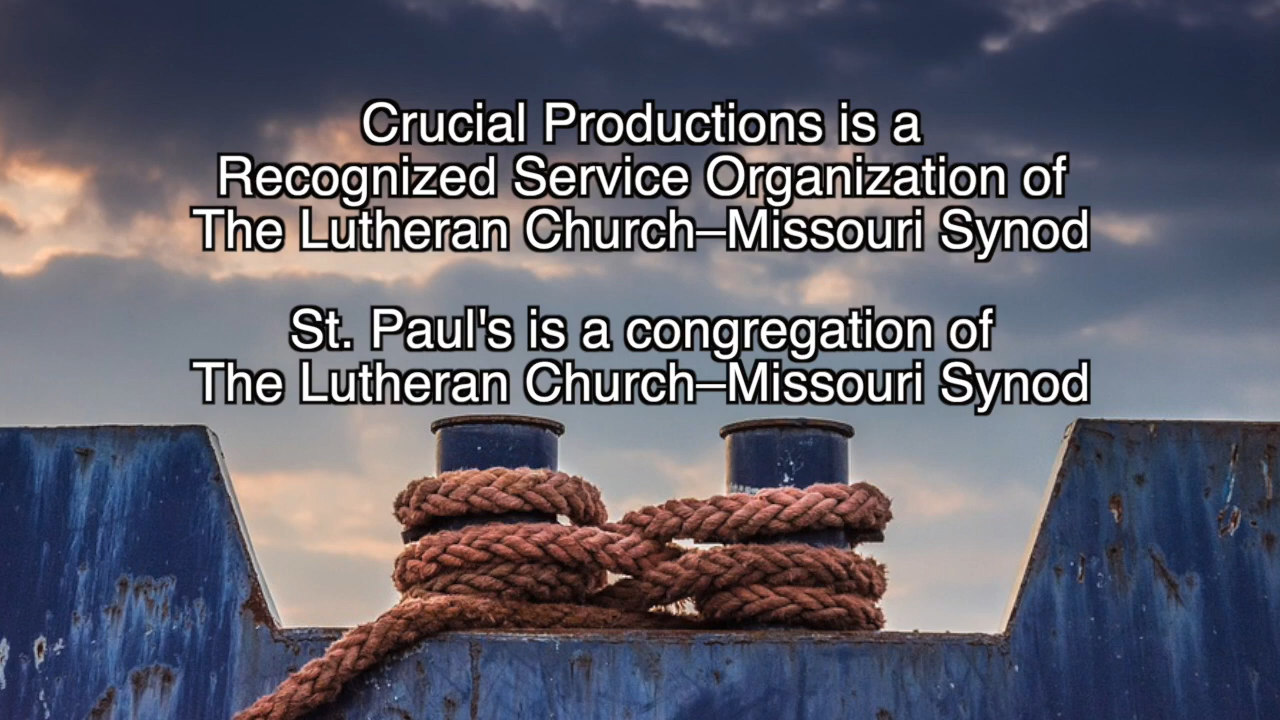 Crucial Productions is a
Recognized Service Organization of
The Lutheran Church–Missouri Synod
St. Paul's is a congregation of
The Lutheran Church–Missouri Synod